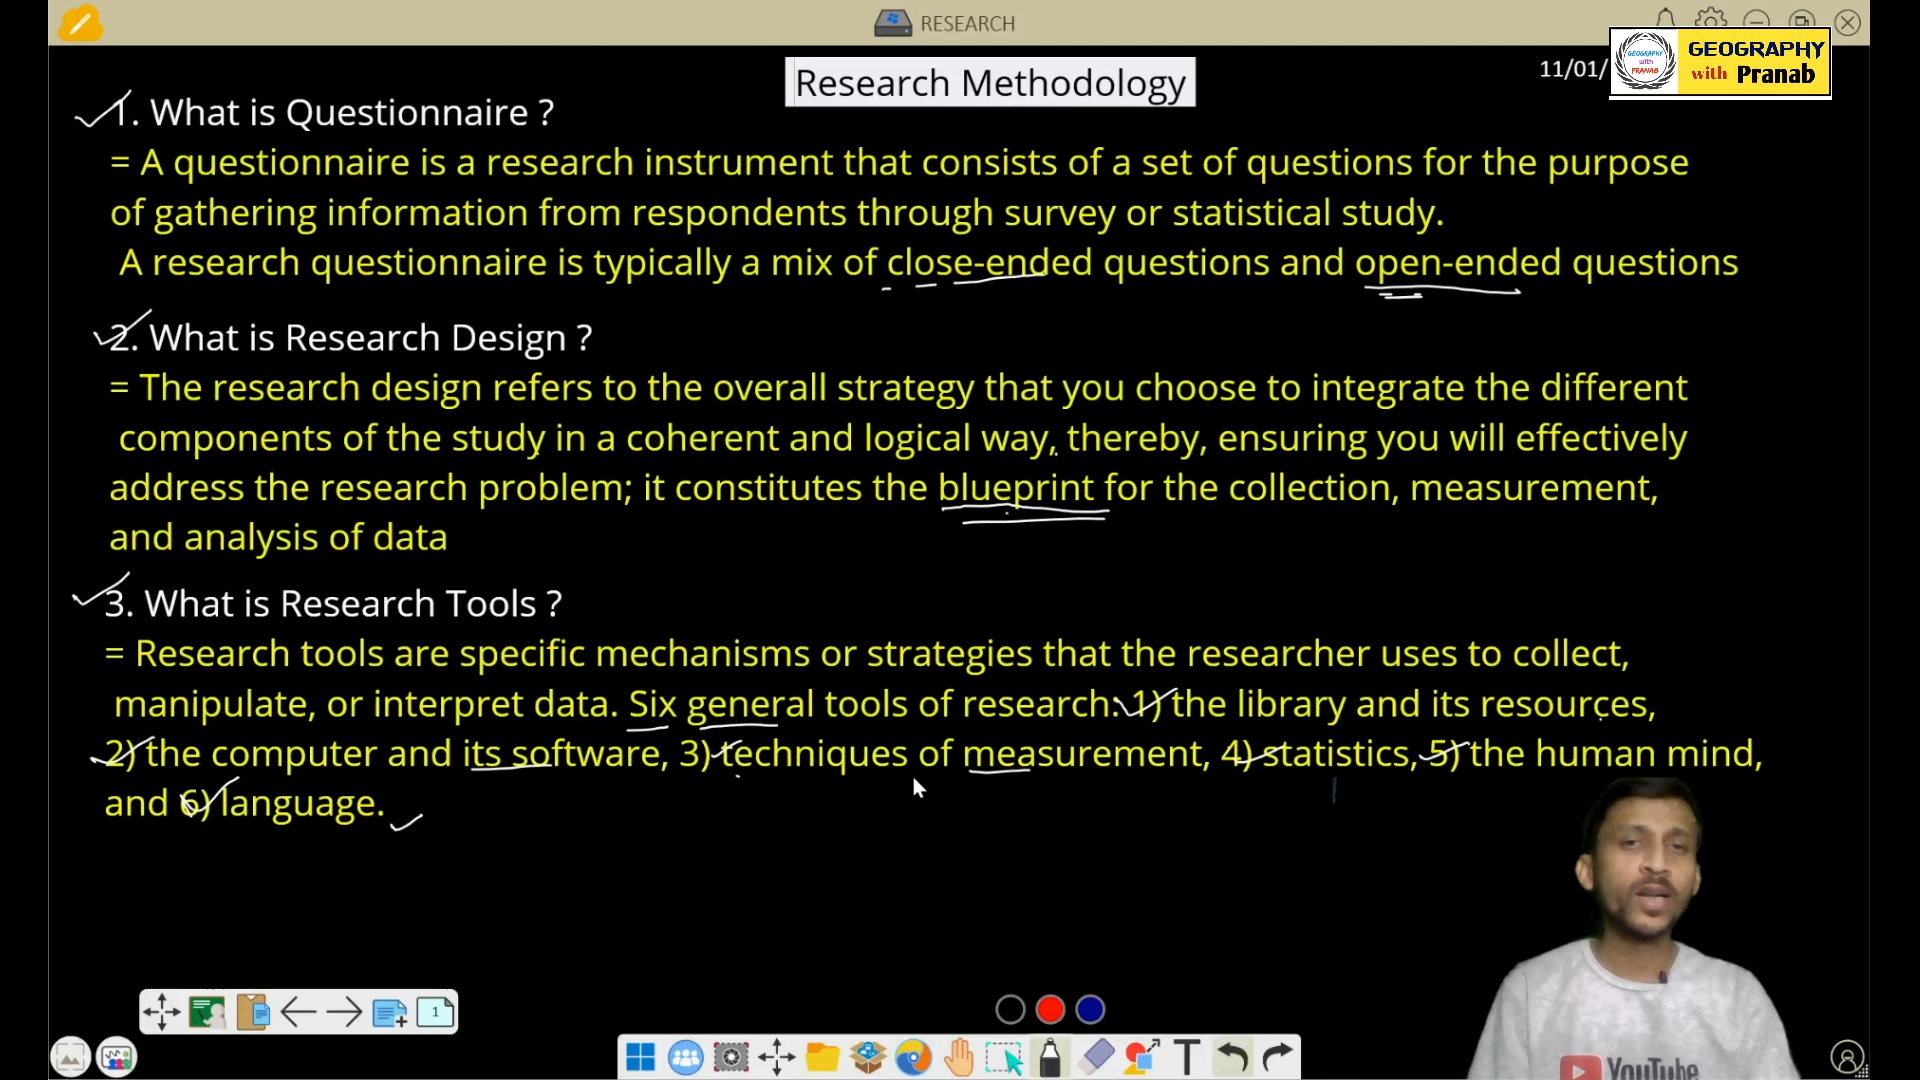 RESEARCH
GEOGRAPHY
with Pranab
GEOGRAPHY
with
PRANAB
11/01/
Research Methodology
1. What is Questionnaire ?
= A questionnaire is a research instrument that consists of a set of questions for the purpose
of gathering information from respondents through survey or statistical study.
A research questionnaire is typically a mix of close-ended questions and open-ended questions
2. What is Research Design ?
= The research design refers to the overall strategy that you choose to integrate the different
components of the study in a coherent and logical way, thereby, ensuring you will effectively
address the research problem; it constitutes the blueprint for the collection, measurement,
and analysis of data
3. What is Research Tools ?
= Research tools are specific mechanisms or strategies that the researcher uses to collect,
manipulate, or interpret data. Six general tools of research: 1) the library and its resources,
2) the computer and its software, 3) techniques of measurement, 4) statistics, 5) the human mind,
and 6) language.
1
T
YouTube